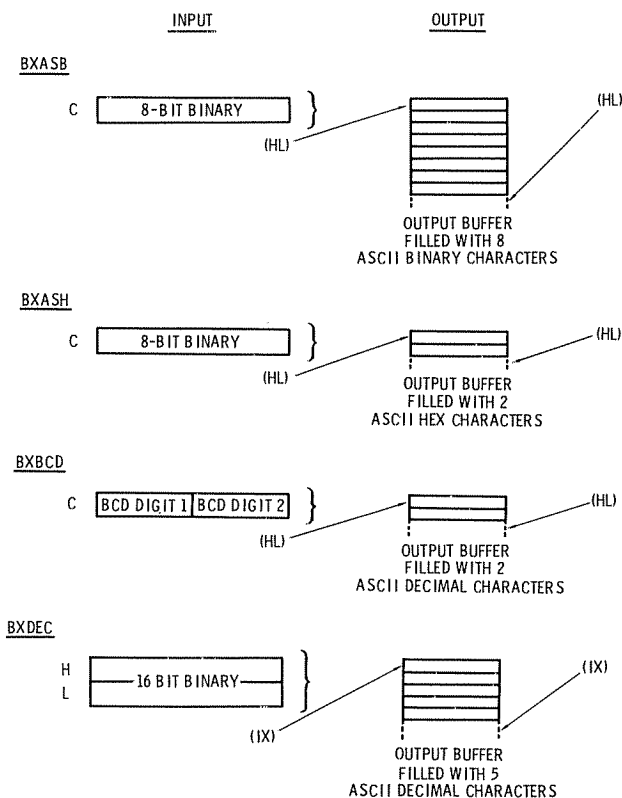 INPUT OUTPUT
BXASB
C 8-BIT BINARY (HL)
(HL)
OUTPUT BUFFER
FILLED WITH 8
ASCII BINARY CHARACTERS
BXASH
C 8-BIT BINARY (HL)
(HL)
OUTPUT BUFFER
FILLED WITH 2
ASCII HEX CHARACTERS
BXBCD
C BCD DIGIT 1 BCD DIGIT 2 (HL)
(HL)
OUTPUT BUFFER
FILLED WITH 2
ASCII DECIMAL CHARACTERS
BXDEC
H
16 BIT BINARY (IX)
L
(IX)
OUTPUT BUFFER
FILLED WITH 5
ASCII DECIMAL CHARACTERS